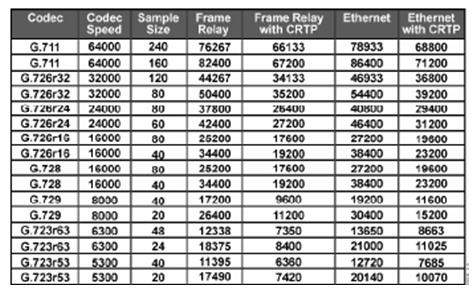 Codec Codec Speed Sample Size Frame Relay Frame Relay with CRTP Ethernet Ethernet with CRTP
G.711 64000 240 76267 66133 78933 68800
G.711 64000 160 82400 67200 86400 71200
G.726r32 32000 120 44267 34133 46933 36800
G.726r32 32000 80 50400 35200 54400 39200
G.726r24 24000 80 37800 26400 40800 29400
G.726r24 24000 60 42400 27200 46400 31200
G.726r16 16000 80 25200 17600 27200 19600
G.726r16 16000 40 34400 19200 38400 23200
G.728 16000 80 25200 17600 27200 19600
G.728 16000 40 34400 19200 38400 23200
G.729 8000 40 17200 9600 19200 11600
G.729 8000 20 26400 11200 30400 15200
G.723r63 6300 48 12338 7350 13650 8663
G.723r63 6300 24 18375 8400 21000 11025
G.723r53 5300 40 11395 6360 12720 7685
G.723r53 5300 20 17490 7420 20140 10070